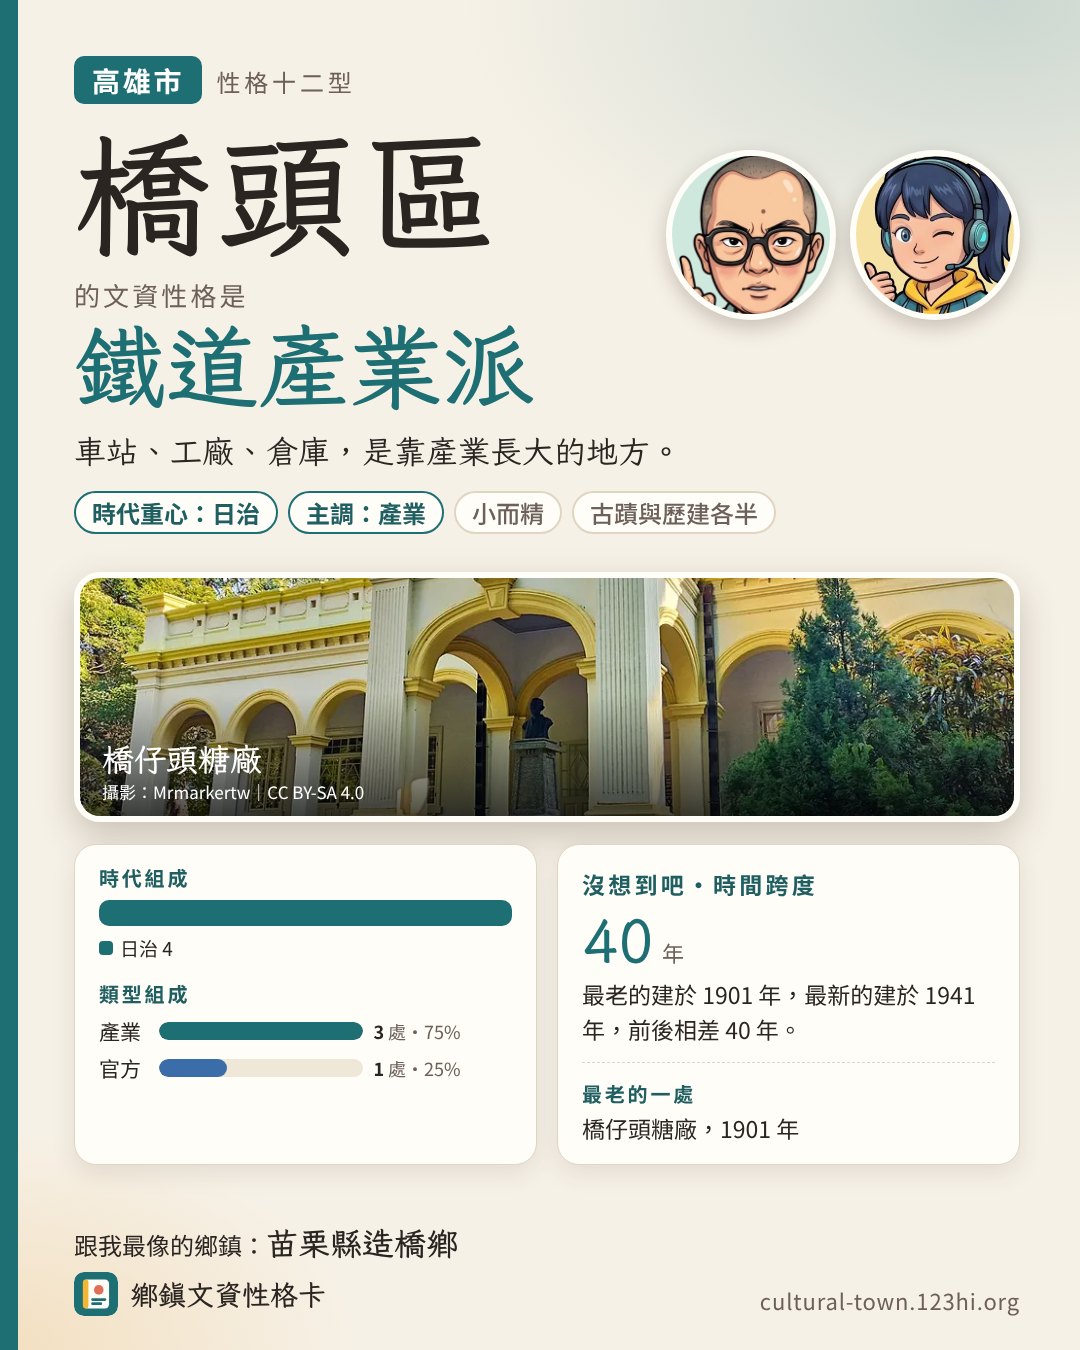 高雄市 性格十二型
橋頭區
的文資性格是
鐵道產業派
車站、工廠、倉庫，是靠產業長大的地方。
時代重心：日治 主調：產業 小而精 古蹟與歷建各半
橋仔頭糖廠
攝影：Mrmarkertw｜CC BY-SA 4.0
時代組成
日治 4
類型組成
產業 3 處・75%
官方 1 處・25%
沒想到吧・時間跨度
40 年
最老的建於 1901 年，最新的建於 1941
年，前後相差 40 年。
最老的一處
橋仔頭糖廠，1901 年
跟我最像的鄉鎮：苗栗縣造橋鄉
鄉鎮文資性格卡
cultural-town.123hi.org